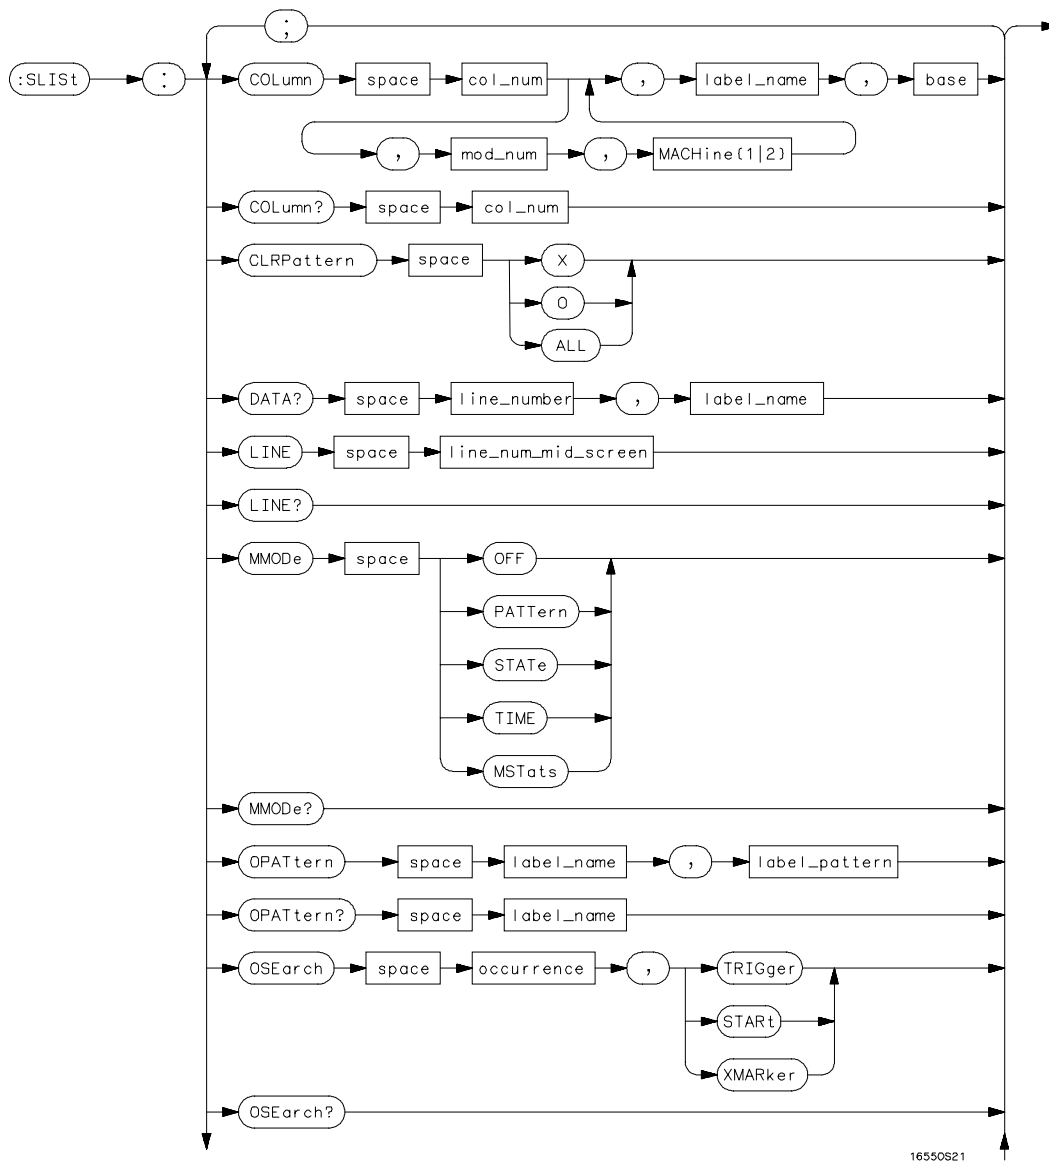 ;
:SLISt : COLumn space col_num , label_name , base
, mod_num , MACHine(1|2)
COLumn? space col_num
CLRPattern space X
O
ALL
DATA? space line_number , label_name
LINE space line_num_mid_screen
LINE?
MMODe space OFF
PATTern
STATe
TIME
MSTats
MMODe?
OPATtern space label_name , label_pattern
OPATtern? space label_name
OSEarch space occurrence , TRIGger
STARt
XMARker
OSEarch?
16550S21